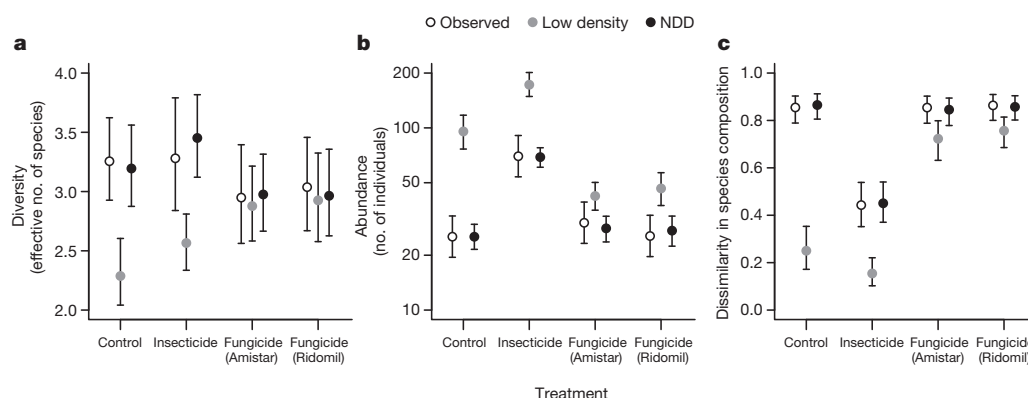 Observed Low density NDD
a
Diversity
(effective no. of species)
4.0
3.5
3.0
2.5
2.0
Control Insecticide Fungicide (Amistar) Fungicide (Ridomil)
b
Abundance
(no. of individuals)
200
100
50
20
10
Control Insecticide Fungicide (Amistar) Fungicide (Ridomil)
Treatment
c
Dissimilarity in species composition
1.0
0.8
0.6
0.4
0.2
0.0
Control Insecticide Fungicide (Amistar) Fungicide (Ridomil)